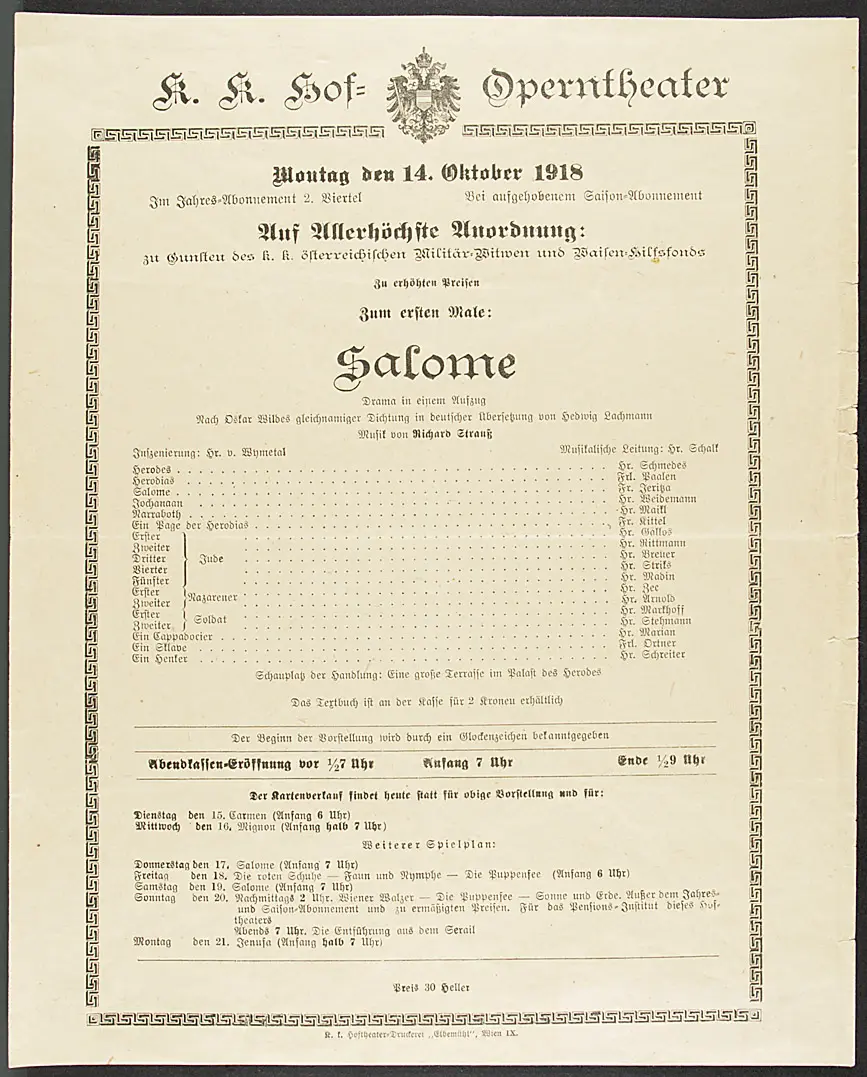 K. K. Hof= Operntheater
Montag den 14. Oktober 1918
Im Jahres=Abonnement 2. Viertel Bei aufgehobenem Saison=Abonnement
Auf Allerhöchste Anordnung:
zu Gunsten des k. k. österreichischen Militär=Witwen und Waisen=Hilfsfonds
Zu erhöhten Preisen
Zum ersten Male:
Salome
Drama in einem Aufzug
Nach Oskar Wildes gleichnamiger Dichtung in deutscher Übersetzung von Hedwig Lachmann
Musik von Richard Strauß
Inszenierung: Hr. v. Wymetal Musikalische Leitung: Hr. Schalk
Herodes Hr. Schmedes
Herodias Frl. Paalen
Salome Fr. Jeritza
Jochanaan Hr. Weidemann
Narraboth Hr. Maikl
Ein Page der Herodias Fr. Kittel
Erster Hr. Gallos
Zweiter Hr. Rittmann
Dritter Jude Hr. Breuer
Vierter Hr. Striks
Fünfter Hr. Madin
Erster Hr. Zec
Zweiter Nazarener Hr. Arnold
Erster Hr. Markhoff
Zweiter Soldat Hr. Stehmann
Ein Cappadocier Hr. Marian
Ein Sklave Frl. Ortner
Ein Henker Hr. Schreiter
Schauplatz der Handlung: Eine große Terrasse im Palast des Herodes
Das Textbuch ist an der Kasse für 2 Kronen erhältlich
Der Beginn der Vorstellung wird durch ein Glockenzeichen bekanntgegeben
Abendkassen=Eröffnung vor ½7 Uhr Anfang 7 Uhr Ende ½9 Uhr
Der Kartenverkauf findet heute statt für obige Vorstellung und für:
Dienstag den 15. Carmen (Anfang 6 Uhr)
Mittwoch den 16. Mignon (Anfang halb 7 Uhr)
Weiterer Spielplan:
Donnerstag den 17. Salome (Anfang 7 Uhr)
Freitag den 18. Die roten Schuhe — Faun und Nymphe — Die Puppenfee (Anfang 6 Uhr)
Samstag den 19. Salome (Anfang 7 Uhr)
Sonntag den 20. Nachmittags 2 Uhr. Wiener Walzer — Die Puppenfee — Sonne und Erde. Außer dem Jahres=
und Saison=Abonnement und zu ermäßigten Preisen. Für das Pensions=Institut dieses Hof=
theaters
Abends 7 Uhr. Die Entführung aus dem Serail
Montag den 21. Jenufa (Anfang halb 7 Uhr)
Preis 30 Heller
K. k. Hoftheater=Druckerei „Elbemühl", Wien IX.